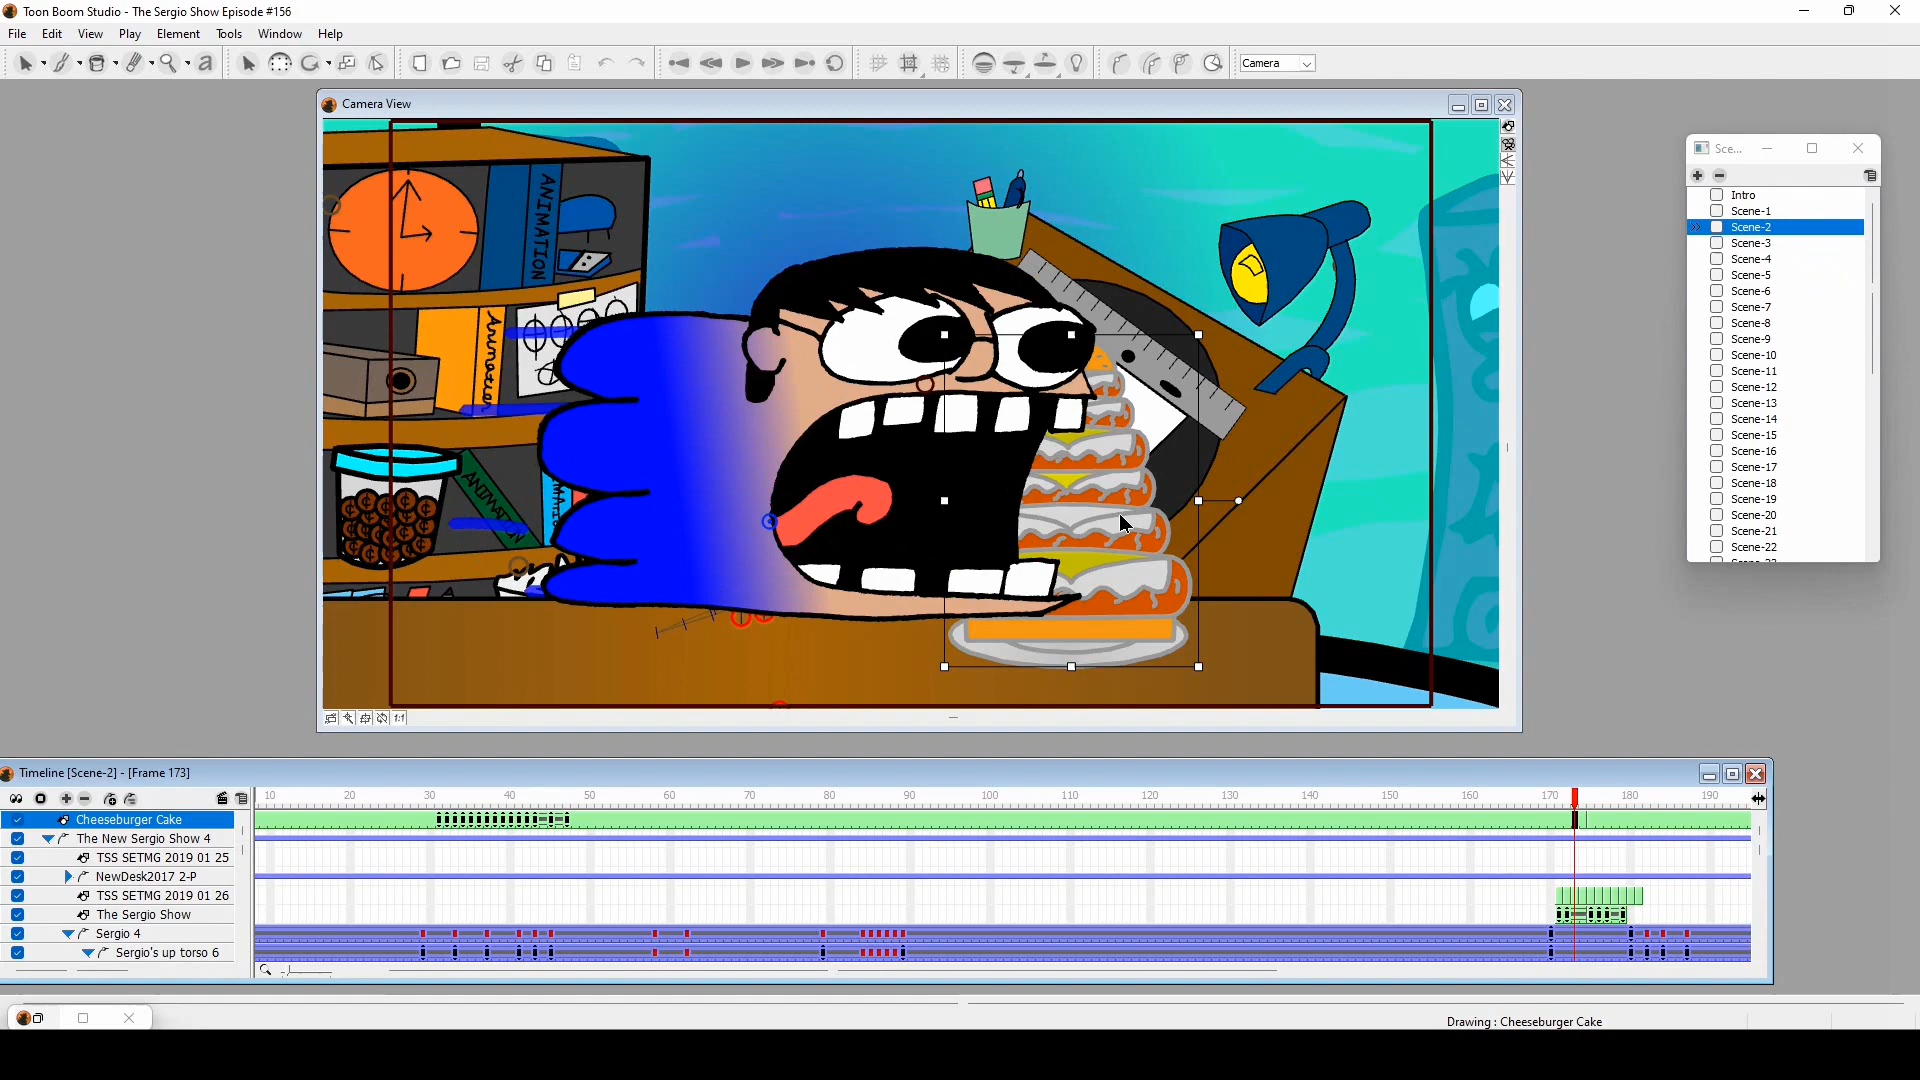 Toon Boom Studio - The Sergio Show Episode #156
File Edit View Play Element Tools Window Help
Camera
Camera View
ANIMATION
Animator
ANIMATION
1:1
Sce...
Intro
Scene-1
Scene-2
Scene-3
Scene-4
Scene-5
Scene-6
Scene-7
Scene-8
Scene-9
Scene-10
Scene-11
Scene-12
Scene-13
Scene-14
Scene-15
Scene-16
Scene-17
Scene-18
Scene-19
Scene-20
Scene-21
Scene-22
Timeline [Scene-2] - [Frame 173]
10 20 30 40 50 60 70 80 90 100 110 120 130 140 150 160 170 180 190
Cheeseburger Cake
The New Sergio Show 4
TSS SETMG 2019 01 25
NewDesk2017 2-P
TSS SETMG 2019 01 26
The Sergio Show
Sergio 4
Sergio's up torso 6
Drawing : Cheeseburger Cake